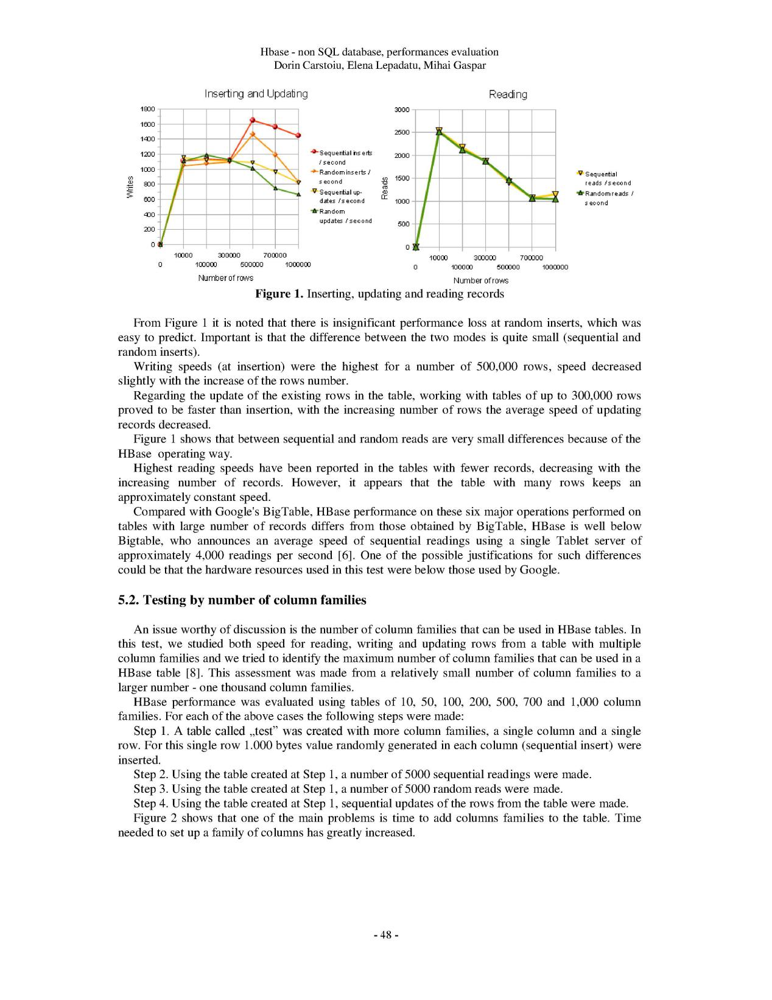 Hbase - non SQL database, performances evaluation
Dorin Carstoiu, Elena Lepadatu, Mihai Gaspar
Inserting and Updating
1800
1600
1400
1200
1000
800
600
400
200
0
Writes
10000 300000 700000
0 100000 500000 1000000
Number of rows
Sequential inserts
/ second
Random inserts /
second
Sequential up-
dates / second
Random
updates / second
Reading
3000
2500
2000
1500
1000
500
0
Reads
10000 300000 700000
0 100000 500000 1000000
Number of rows
Sequential
reads / second
Random reads /
second
Figure 1. Inserting, updating and reading records
From Figure 1 it is noted that there is insignificant performance loss at random inserts, which was
easy to predict. Important is that the difference between the two modes is quite small (sequential and
random inserts).
Writing speeds (at insertion) were the highest for a number of 500,000 rows, speed decreased
slightly with the increase of the rows number.
Regarding the update of the existing rows in the table, working with tables of up to 300,000 rows
proved to be faster than insertion, with the increasing number of rows the average speed of updating
records decreased.
Figure 1 shows that between sequential and random reads are very small differences because of the
HBase operating way.
Highest reading speeds have been reported in the tables with fewer records, decreasing with the
increasing number of records. However, it appears that the table with many rows keeps an
approximately constant speed.
Compared with Google's BigTable, HBase performance on these six major operations performed on
tables with large number of records differs from those obtained by BigTable, HBase is well below
Bigtable, who announces an average speed of sequential readings using a single Tablet server of
approximately 4,000 readings per second [6]. One of the possible justifications for such differences
could be that the hardware resources used in this test were below those used by Google.
5.2. Testing by number of column families
An issue worthy of discussion is the number of column families that can be used in HBase tables. In
this test, we studied both speed for reading, writing and updating rows from a table with multiple
column families and we tried to identify the maximum number of column families that can be used in a
HBase table [8]. This assessment was made from a relatively small number of column families to a
larger number - one thousand column families.
HBase performance was evaluated using tables of 10, 50, 100, 200, 500, 700 and 1,000 column
families. For each of the above cases the following steps were made:
Step 1. A table called „test” was created with more column families, a single column and a single
row. For this single row 1.000 bytes value randomly generated in each column (sequential insert) were
inserted.
Step 2. Using the table created at Step 1, a number of 5000 sequential readings were made.
Step 3. Using the table created at Step 1, a number of 5000 random reads were made.
Step 4. Using the table created at Step 1, sequential updates of the rows from the table were made.
Figure 2 shows that one of the main problems is time to add columns families to the table. Time
needed to set up a family of columns has greatly increased.
- 48 -